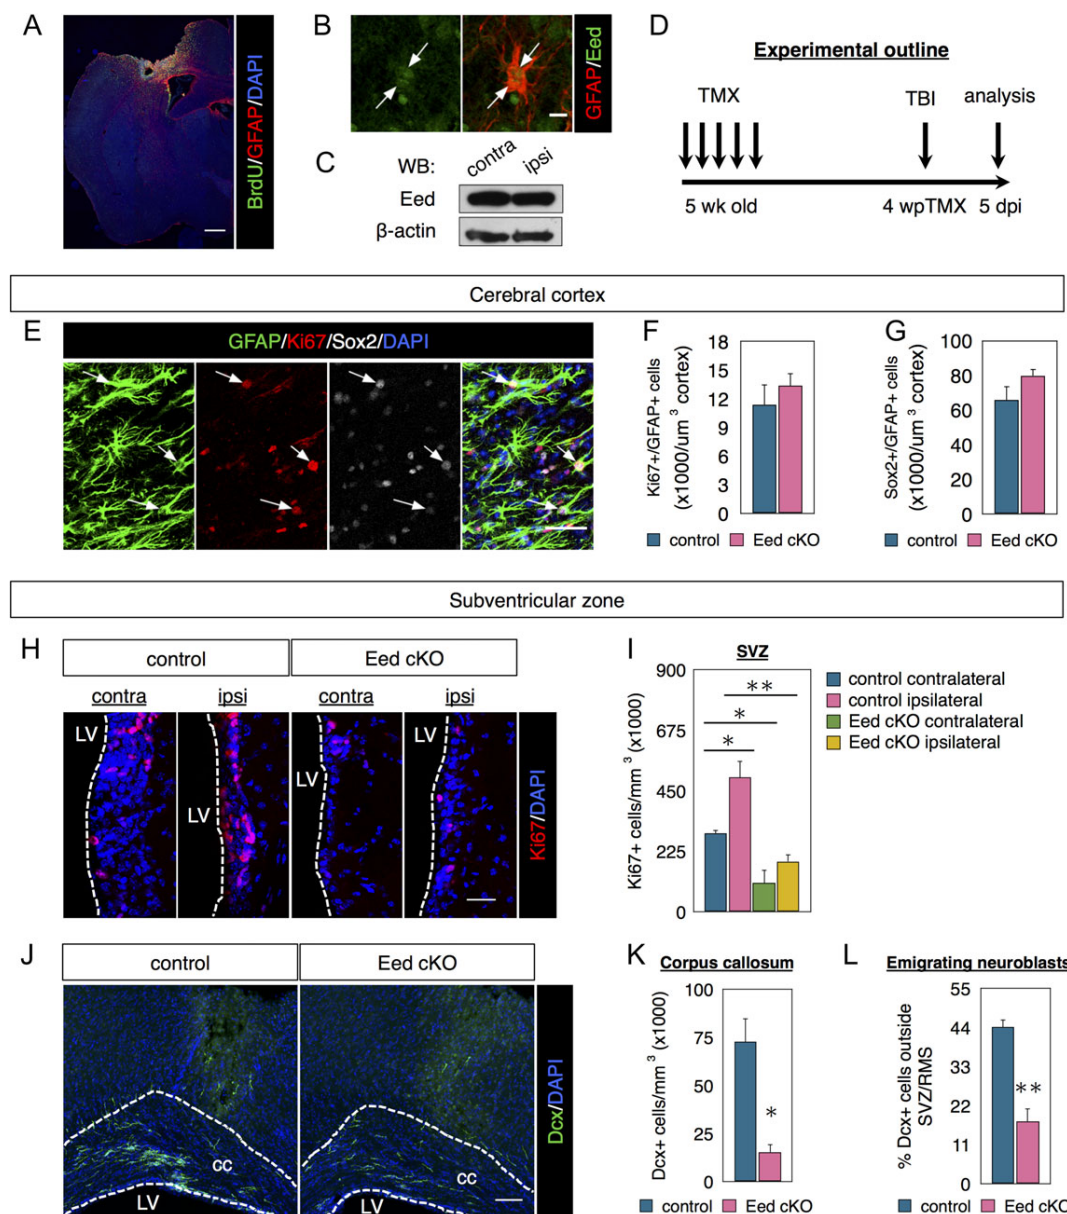 A
BrdU/GFAP/DAPI
B
GFAP/Eed
C
WB:
contra
ipsi
Eed
β-actin
D
Experimental outline
TMX
TBI
analysis
5 wk old
4 wpTMX
5 dpi
Cerebral cortex
E
GFAP/Ki67/Sox2/DAPI
F
Ki67+/GFAP+ cells
(x1000/um³ cortex)
18
15
12
9
6
3
0
control
Eed cKO
G
Sox2+/GFAP+ cells
(x1000/um³ cortex)
100
80
60
40
20
0
control
Eed cKO
Subventricular zone
H
control
Eed cKO
contra
ipsi
contra
ipsi
LV
LV
LV
LV
Ki67/DAPI
I
SVZ
Ki67+ cells/mm³ (x1000)
900
675
450
225
0
**
*
*
control contralateral
control ipsilateral
Eed cKO contralateral
Eed cKO ipsilateral
J
control
Eed cKO
cc
LV
cc
LV
Dcx/DAPI
K
Corpus callosum
Dcx+ cells/mm³ (x1000)
100
75
50
25
0
*
control
Eed cKO
L
Emigrating neuroblasts
% Dcx+ cells outside
SVZ/RMS
55
44
33
22
11
0
**
control
Eed cKO